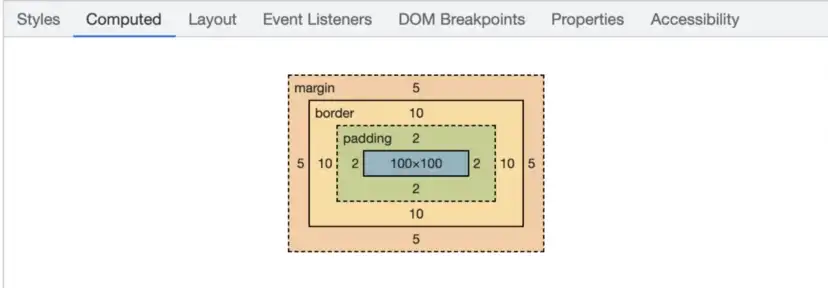 Styles Computed Layout Event Listeners DOM Breakpoints Properties Accessibility
margin 5
border 10
padding 2
5 10 2 100×100 2 10 5
2
10
5